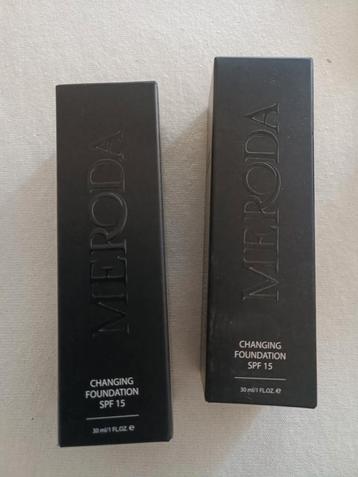 MERODA
CHANGING
FOUNDATION
SPF 15
30 ml/1 FL.OZ. ℮
MERODA
CHANGING
FOUNDATION
SPF 15
30 ml/1 FL.OZ. ℮